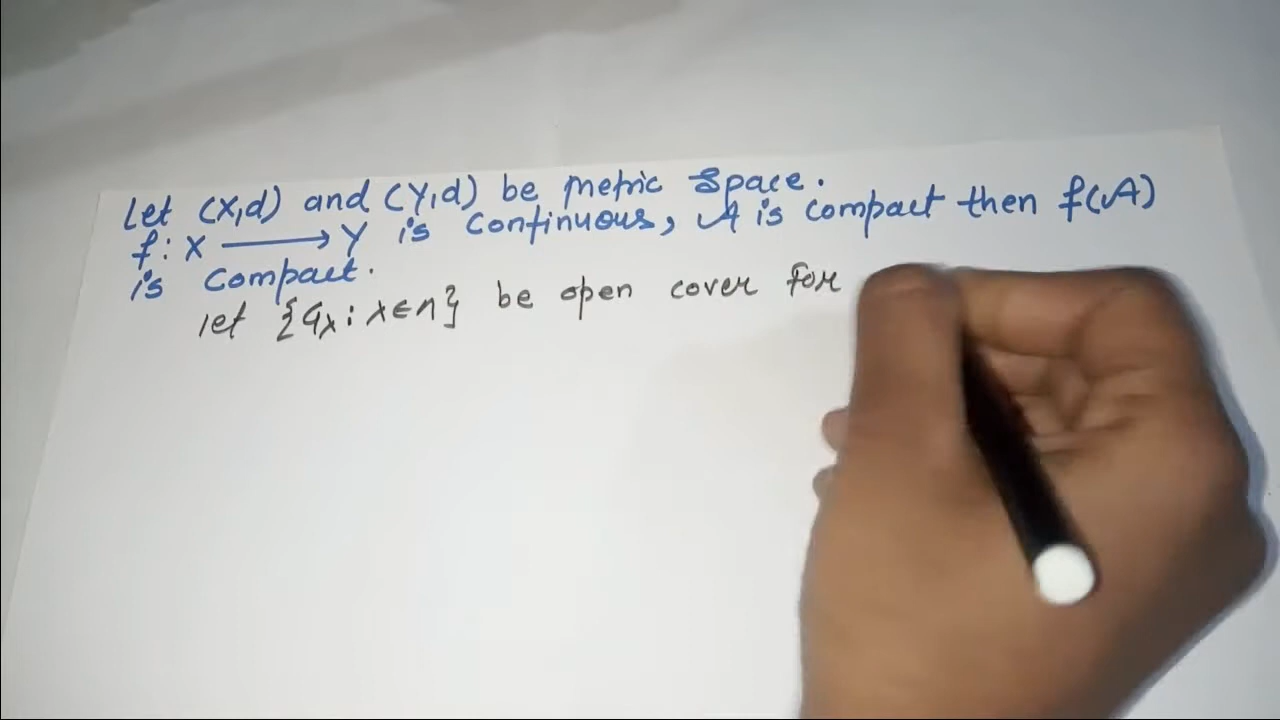 Let (X,d) and (Y,d) be metric space.
f: X ⟶ Y is continuous, A is compact then f(A)
is compact.
let {Gλ: λ∈Λ} be open cover for